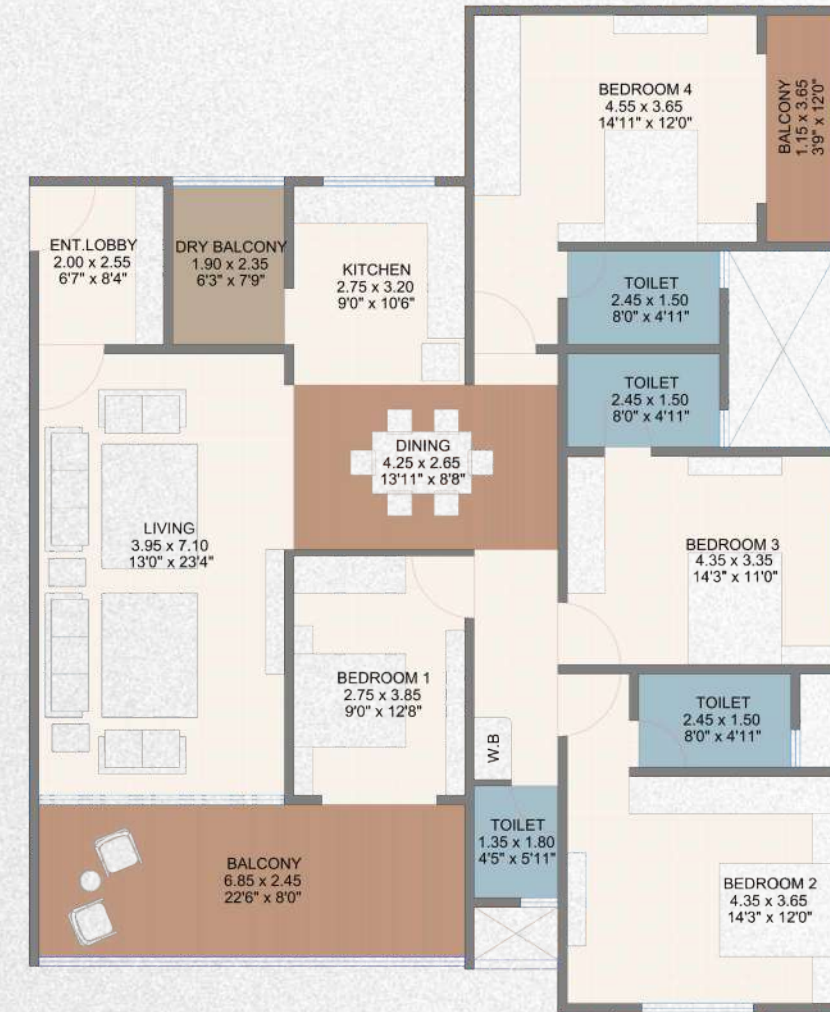 BEDROOM 4
4.55 x 3.65
14'11" x 12'0"
BALCONY
1.15 x 3.65
3'9" x 12'0"
ENT.LOBBY
2.00 x 2.55
6'7" x 8'4"
DRY BALCONY
1.90 x 2.35
6'3" x 7'9"
KITCHEN
2.75 x 3.20
9'0" x 10'6"
TOILET
2.45 x 1.50
8'0" x 4'11"
TOILET
2.45 x 1.50
8'0" x 4'11"
DINING
4.25 x 2.65
13'11" x 8'8"
LIVING
3.95 x 7.10
13'0" x 23'4"
BEDROOM 3
4.35 x 3.35
14'3" x 11'0"
BEDROOM 1
2.75 x 3.85
9'0" x 12'8"
TOILET
2.45 x 1.50
8'0" x 4'11"
W.B
TOILET
1.35 x 1.80
4'5" x 5'11"
BALCONY
6.85 x 2.45
22'6" x 8'0"
BEDROOM 2
4.35 x 3.65
14'3" x 12'0"